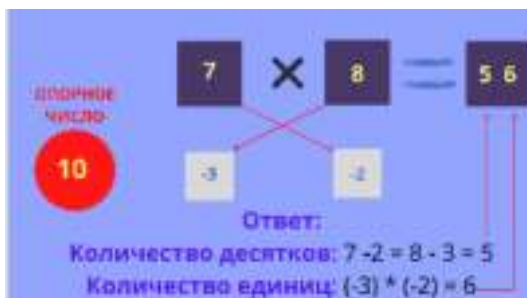 7 × 8 = 5 6
ОПОРНОЕ
ЧИСЛО
10
-3
-2
Ответ:
Количество десятков: 7 -2 = 8 - 3 = 5
Количество единиц: (-3) * (-2) = 6